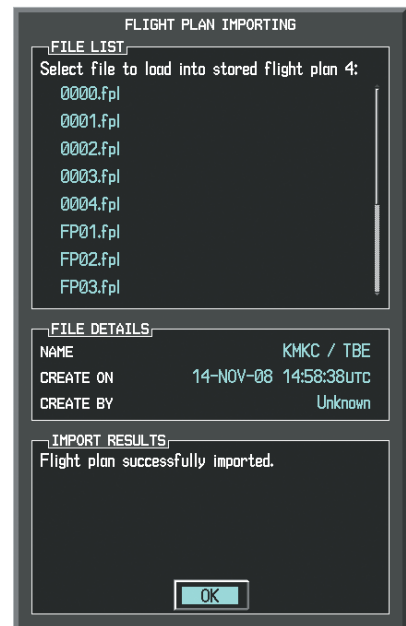 FLIGHT PLAN IMPORTING
FILE LIST
Select file to load into stored flight plan 4:
0000.fpl
0001.fpl
0002.fpl
0003.fpl
0004.fpl
FP01.fpl
FP02.fpl
FP03.fpl
FILE DETAILS
NAME KMKC / TBE
CREATE ON 14-NOV-08 14:58:38UTC
CREATE BY Unknown
IMPORT RESULTS
Flight plan successfully imported.
OK